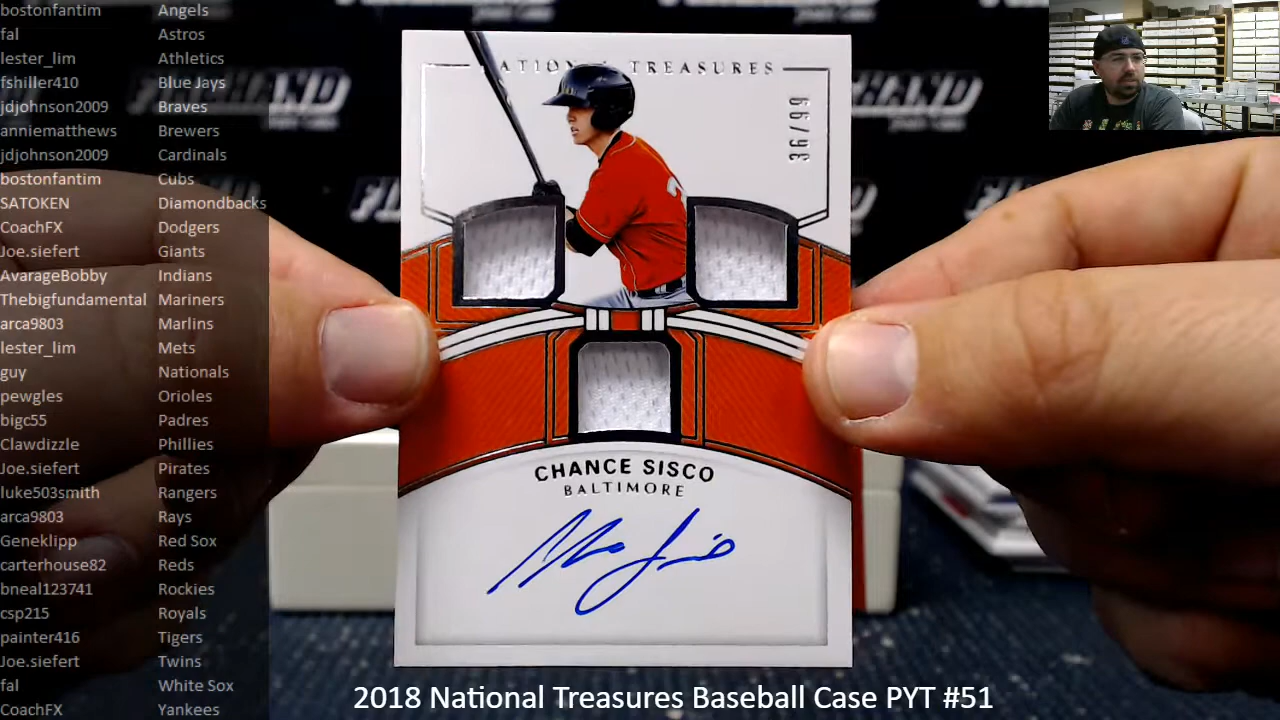 bostonfantim Angels
fal Astros
lester_lim Athletics
fshiller410 Blue Jays
jdjohnson2009 Braves
anniematthews Brewers
jdjohnson2009 Cardinals
bostonfantim Cubs
SATOKEN Diamondbacks
CoachFX Dodgers
Joe.siefert Giants
AvarageBobby Indians
Thebigfundamental Mariners
arca9803 Marlins
lester_lim Mets
guy Nationals
pewgles Orioles
bigc55 Padres
Clawdizzle Phillies
Joe.siefert Pirates
luke503smith Rangers
arca9803 Rays
Geneklipp Red Sox
carterhouse82 Reds
bneal123741 Rockies
csp215 Royals
painter416 Tigers
Joe.siefert Twins
fal White Sox
CoachFX Yankees
TREASURES
36/99
CHANCE SISCO
BALTIMORE
2018 National Treasures Baseball Case PYT #51